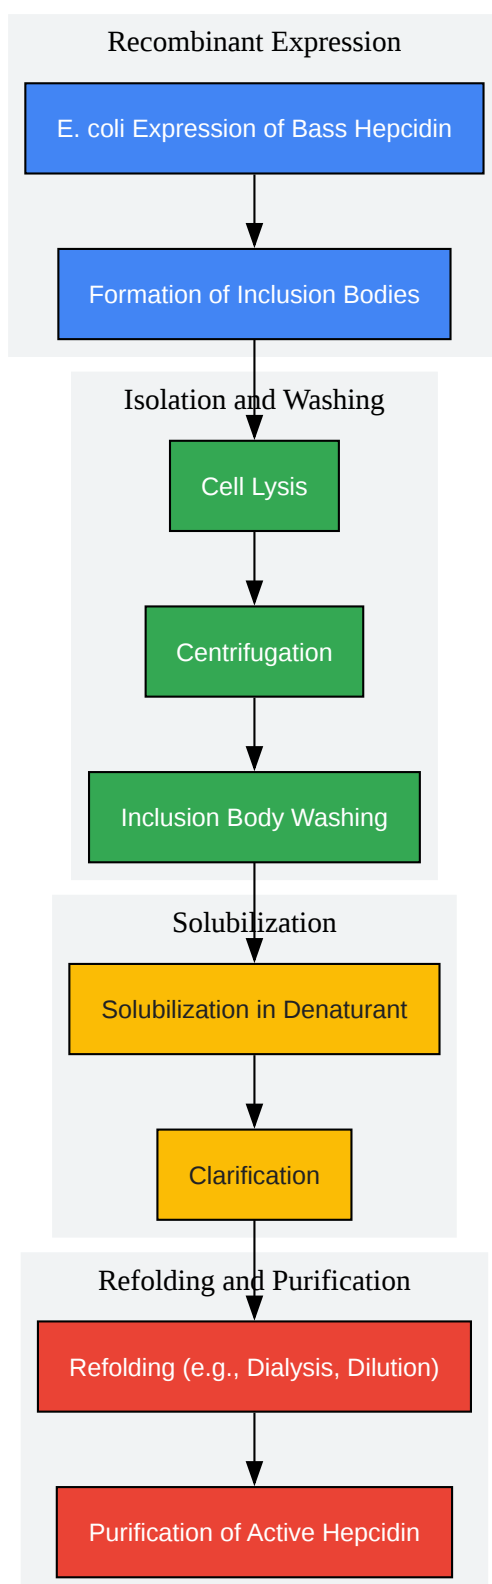 Recombinant Expression
E. coli Expression of Bass Hepcidin
Formation of Inclusion Bodies
Isolation and Washing
Cell Lysis
Centrifugation
Inclusion Body Washing
Solubilization
Solubilization in Denaturant
Clarification
Refolding and Purification
Refolding (e.g., Dialysis, Dilution)
Purification of Active Hepcidin